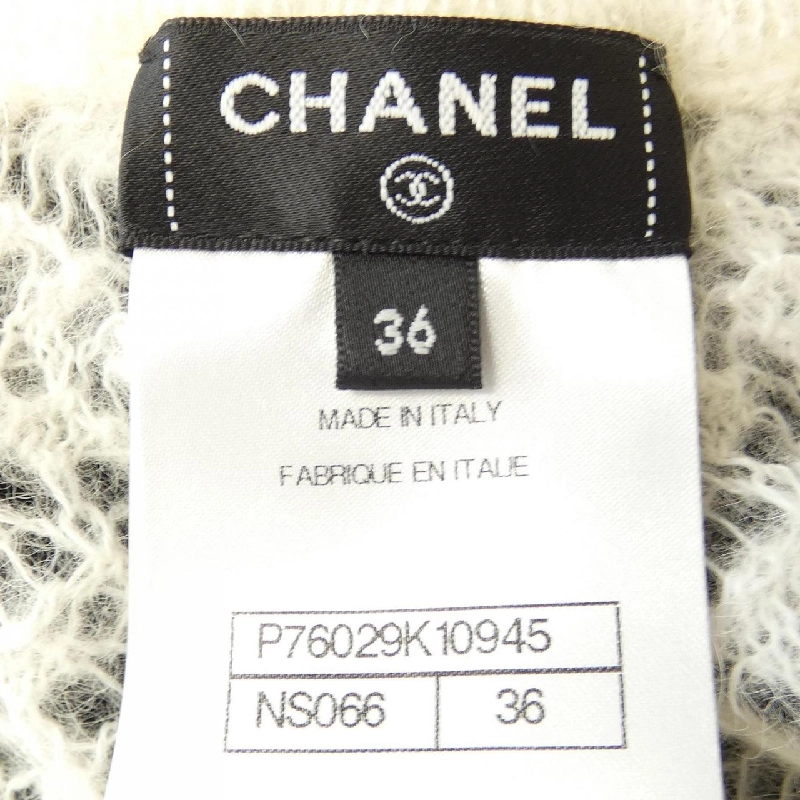 CHANEL
36
MADE IN ITALY
FABRIQUE EN ITALIE
P76029K10945
NS066 36